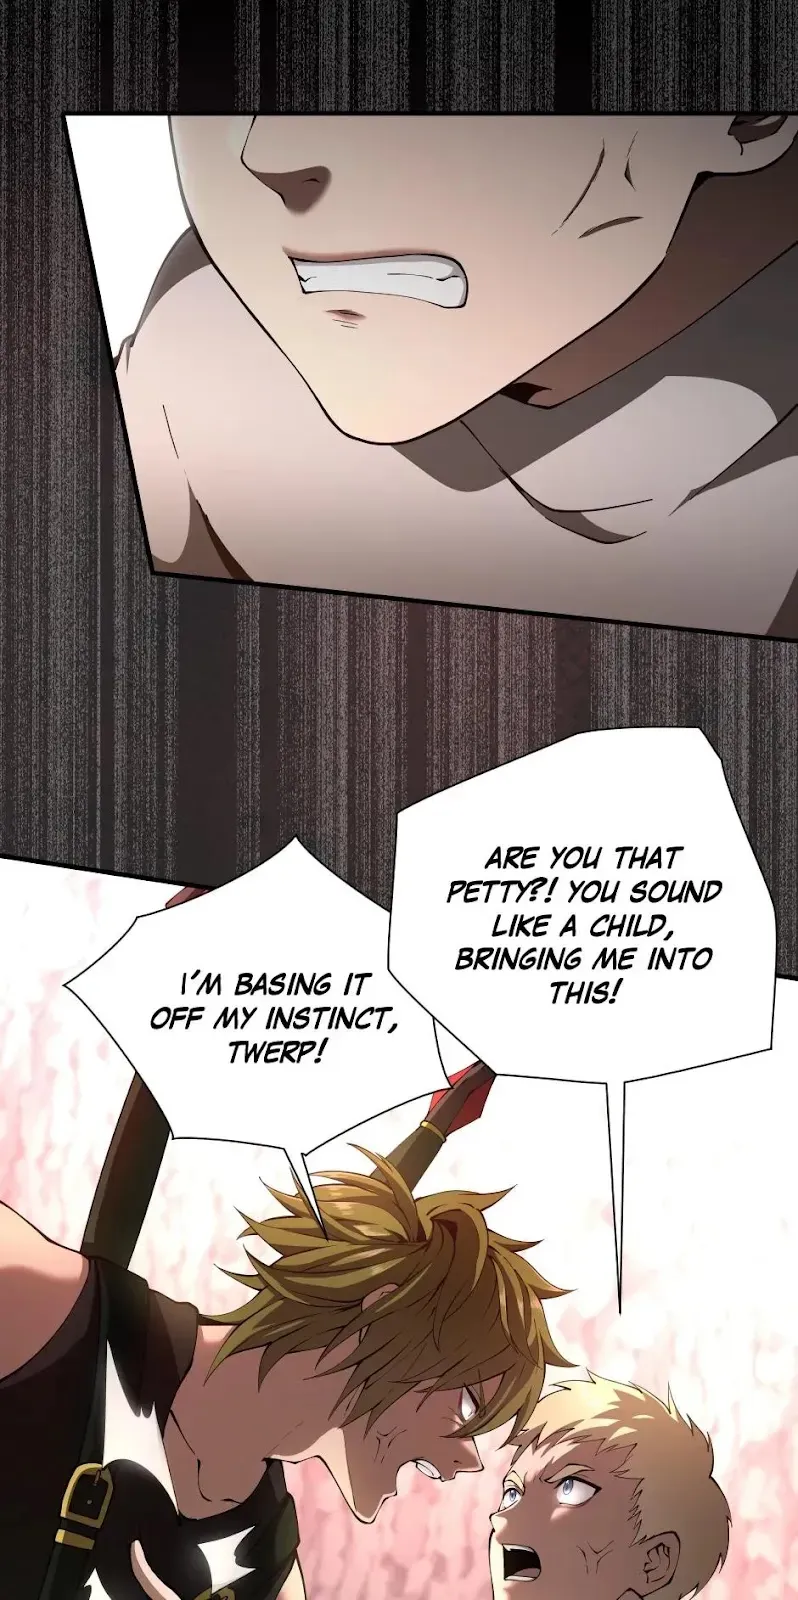 ARE YOU THAT
PETTY?! YOU SOUND
LIKE A CHILD,
BRINGING ME INTO
THIS!
I'M BASING IT
OFF MY INSTINCT,
TWERP!